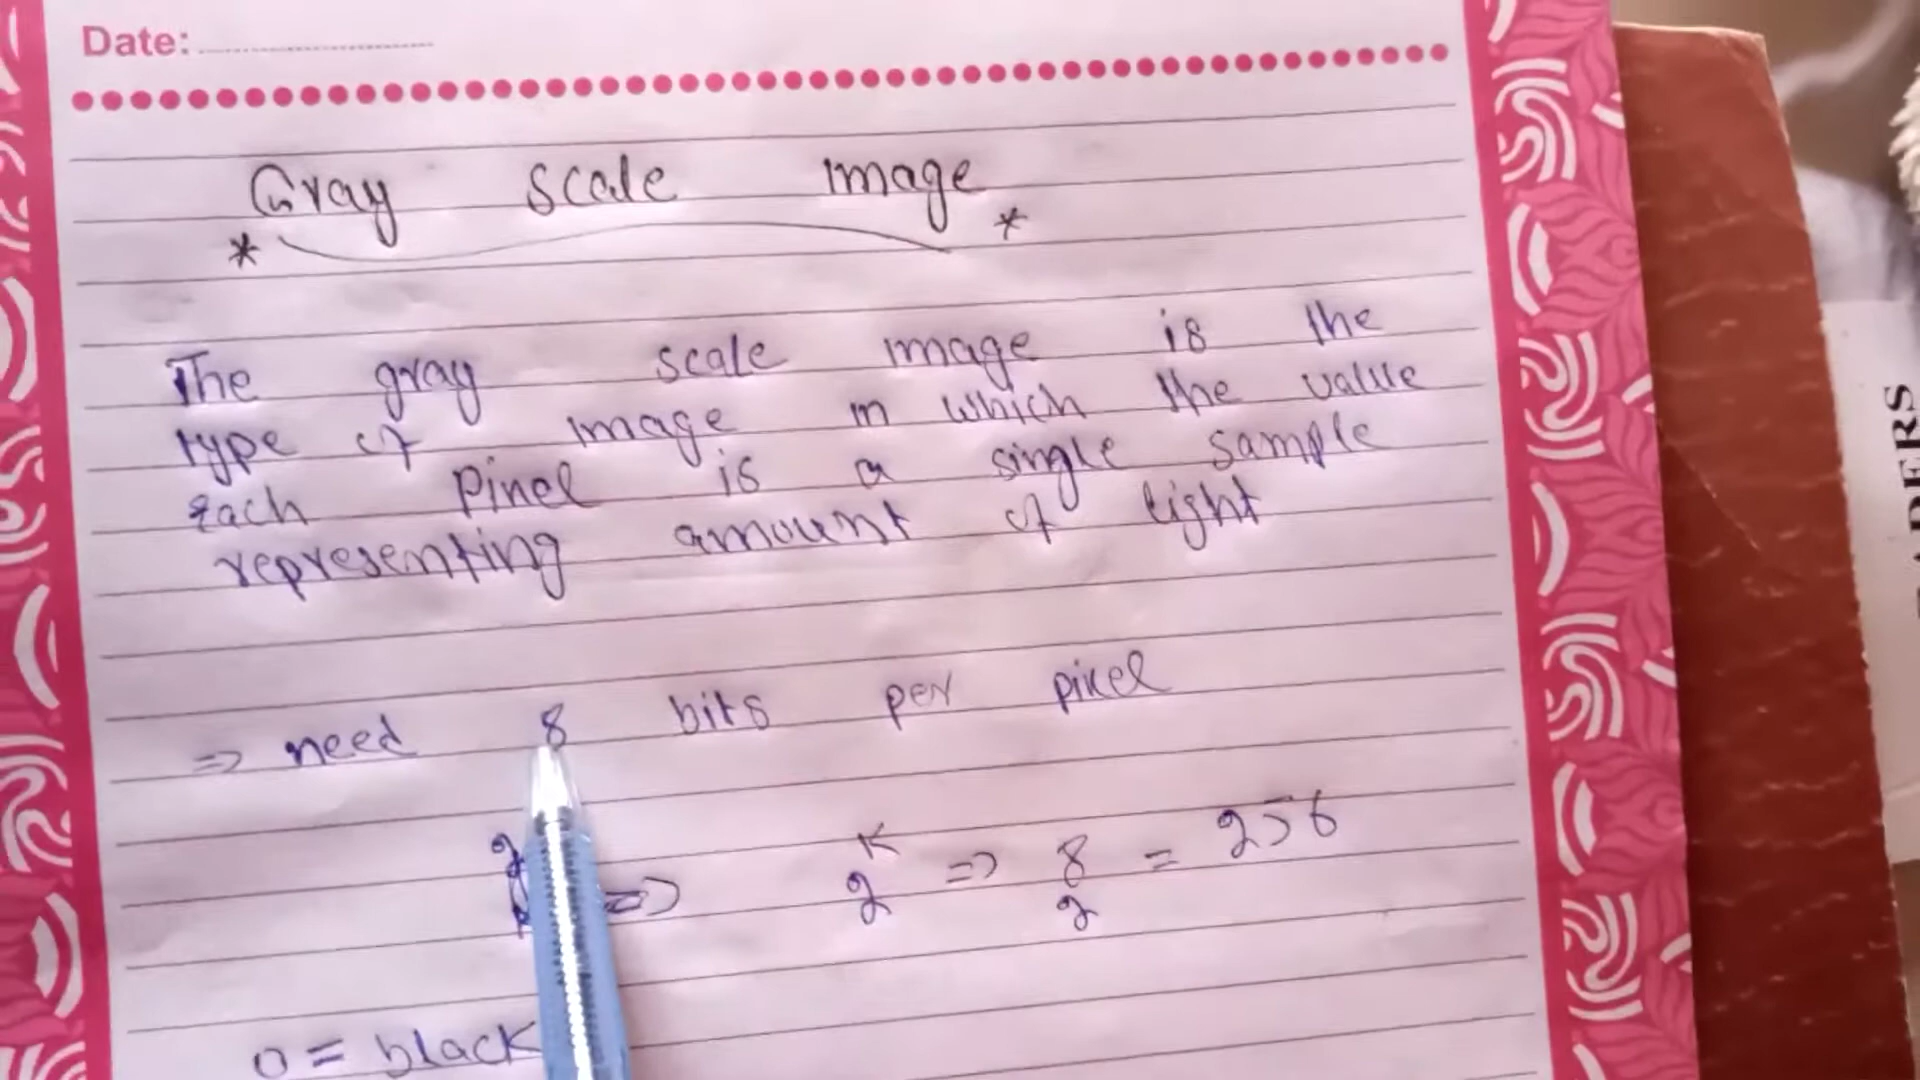 Date:
Gray scale image
* *
The gray scale image is the
type of image in which the value
each Pixel is a single sample
representing amount of light
=> need 8 bits per pixel
=> 2^K => 2^8 = 256
0 = black